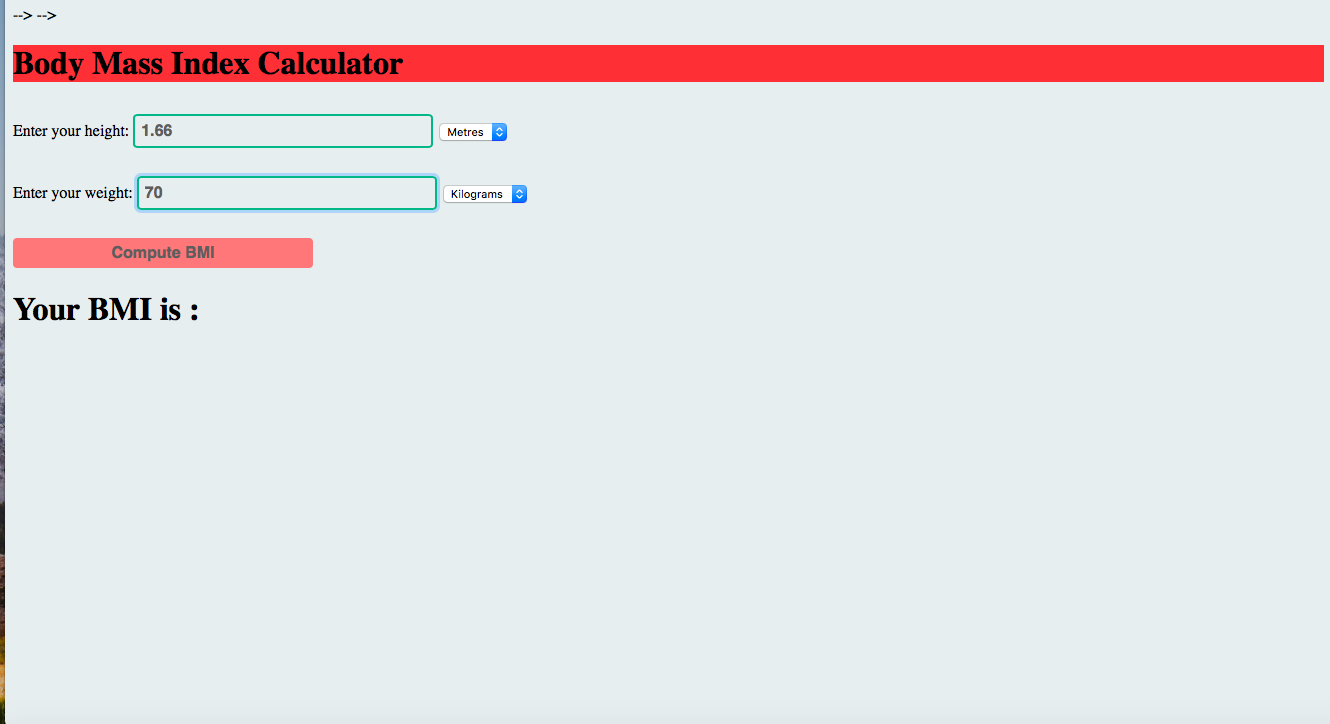 --> -->
Body Mass Index Calculator
Enter your height: 1.66 Metres
Enter your weight: 70 Kilograms
Compute BMI
Your BMI is :